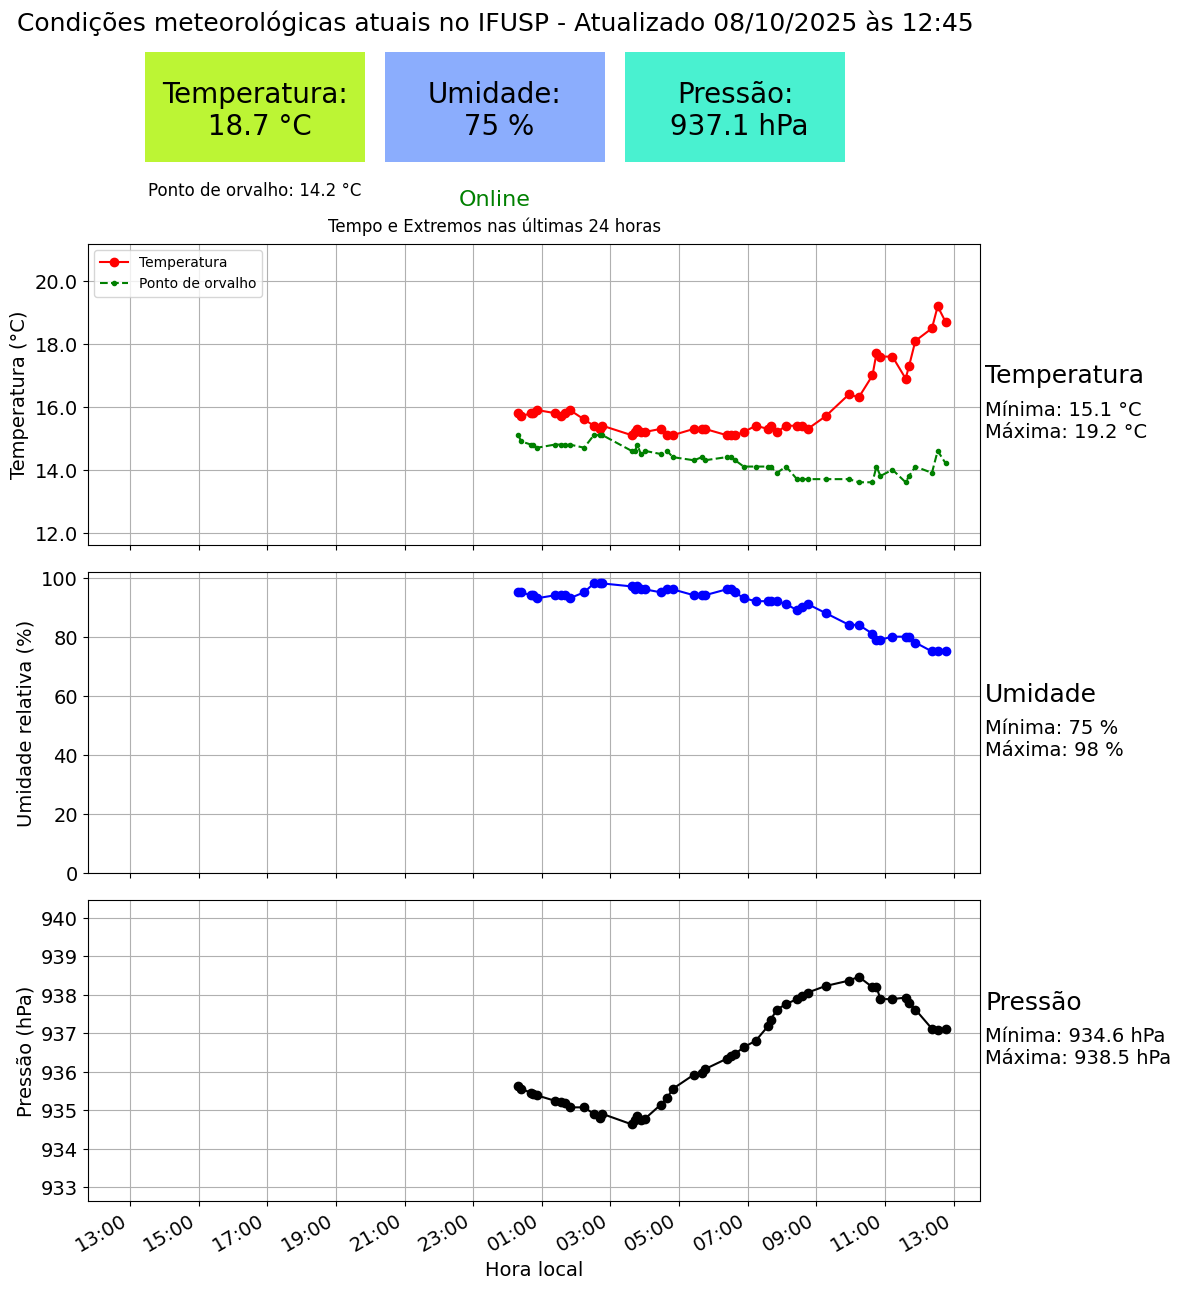 Condições meteorológicas atuais no IFUSP - Atualizado 08/10/2025 às 12:45
Temperatura:
18.7 °C
Umidade:
75 %
Pressão:
937.1 hPa
Ponto de orvalho: 14.2 °C
Online
Tempo e Extremos nas últimas 24 horas
Temperatura
Ponto de orvalho
Temperatura (°C)
20.0
18.0
16.0
14.0
12.0
Temperatura
Mínima: 15.1 °C
Máxima: 19.2 °C
Umidade relativa (%)
100
80
60
40
20
0
Umidade
Mínima: 75 %
Máxima: 98 %
Pressão (hPa)
940
939
938
937
936
935
934
933
Pressão
Mínima: 934.6 hPa
Máxima: 938.5 hPa
13:00 15:00 17:00 19:00 21:00 23:00 01:00 03:00 05:00 07:00 09:00 11:00 13:00
Hora local